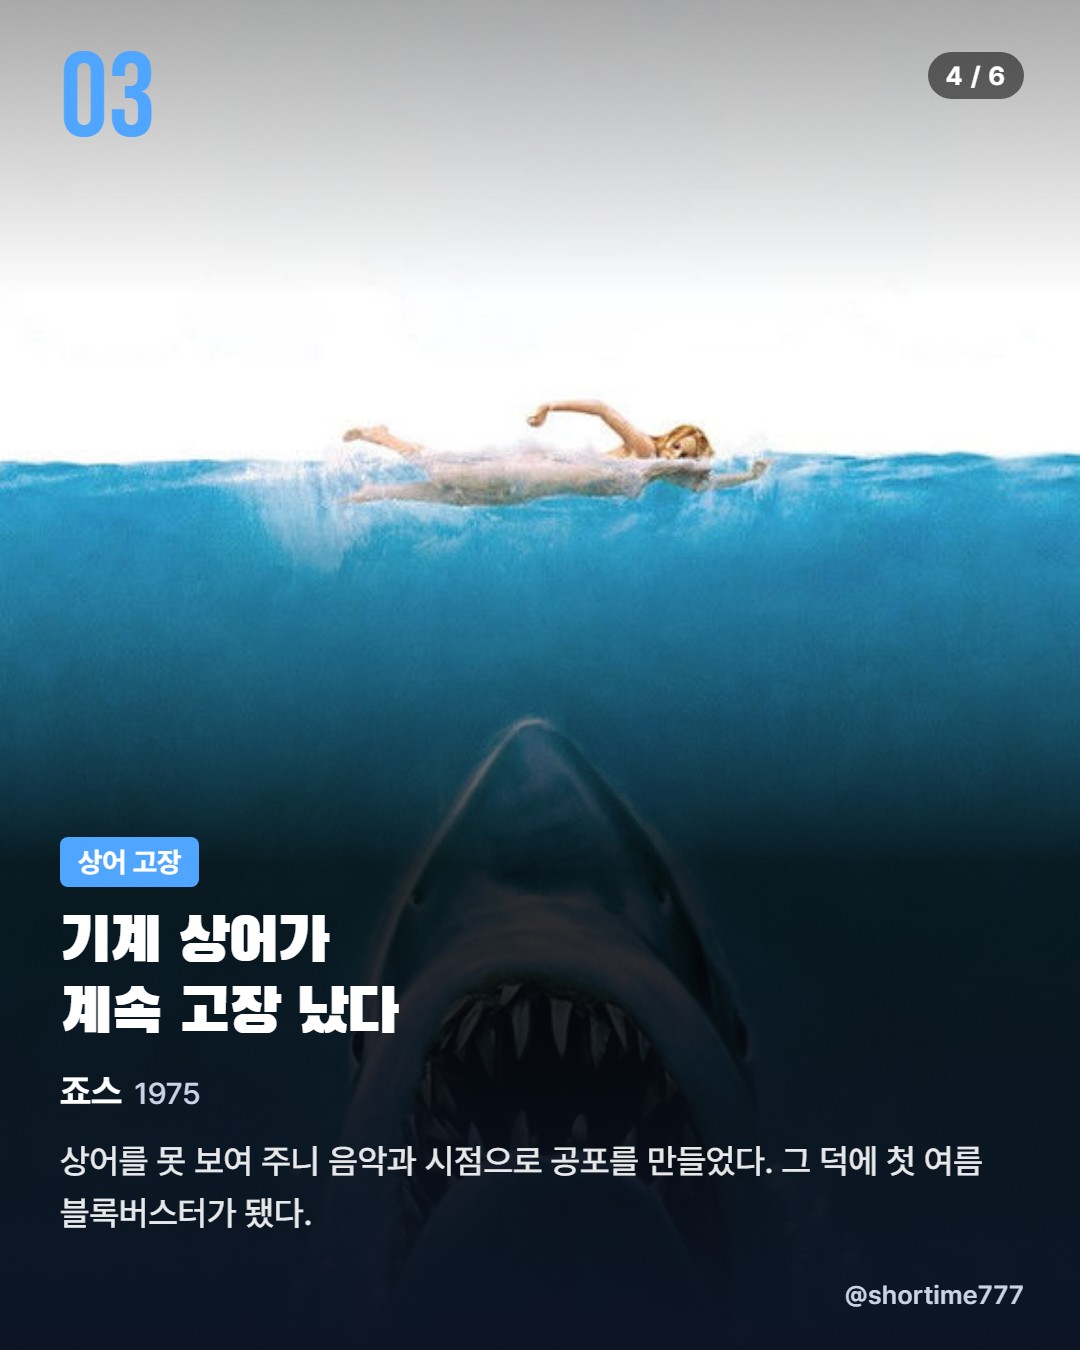 03
4 / 6
상어 고장
기계 상어가
계속 고장 났다
죠스 1975
상어를 못 보여 주니 음악과 시점으로 공포를 만들었다. 그 덕에 첫 여름
블록버스터가 됐다.
@shortime777